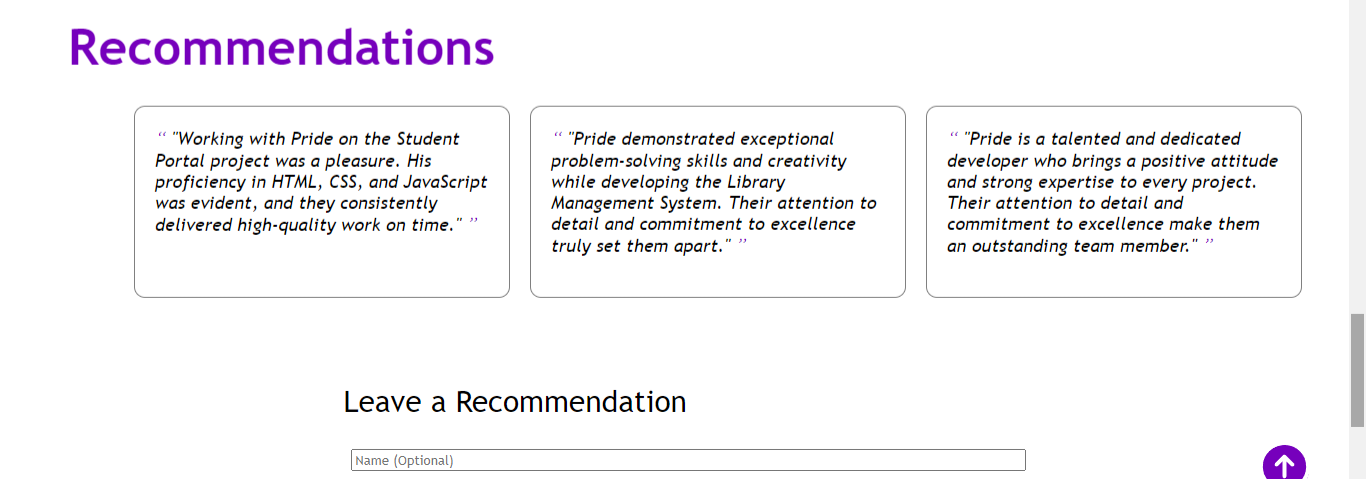 Recommendations
“ "Working with Pride on the Student
Portal project was a pleasure. His
proficiency in HTML, CSS, and JavaScript
was evident, and they consistently
delivered high-quality work on time." ”
“ "Pride demonstrated exceptional
problem-solving skills and creativity
while developing the Library
Management System. Their attention to
detail and commitment to excellence
truly set them apart." ”
“ "Pride is a talented and dedicated
developer who brings a positive attitude
and strong expertise to every project.
Their attention to detail and
commitment to excellence make them
an outstanding team member." ”
Leave a Recommendation
Name (Optional)